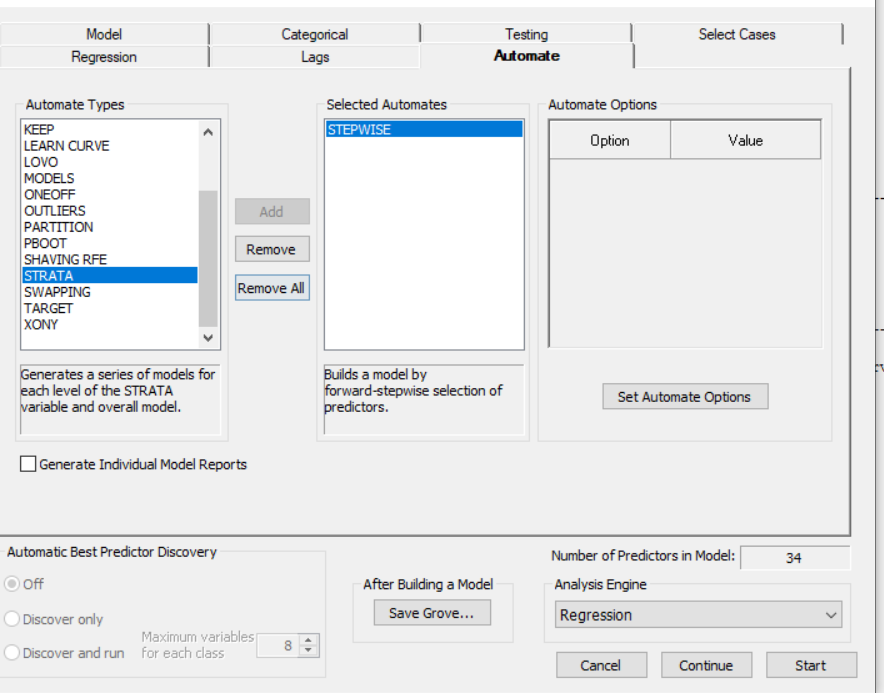 Model
Categorical
Testing
Select Cases
Regression
Lags
Automate
Automate Types
KEEP
LEARN CURVE
LOVO
MODELS
ONEOFF
OUTLIERS
PARTITION
PBOOT
SHAVING RFE
STRATA
SWAPPING
TARGET
XONY
Generates a series of models for
each level of the STRATA
variable and overall model.
Add
Remove
Remove All
Selected Automates
STEPWISE
Builds a model by
forward-stepwise selection of
predictors.
Automate Options
Option
Value
Set Automate Options
Generate Individual Model Reports
Automatic Best Predictor Discovery
Off
Discover only
Discover and run
Maximum variables
for each class
8
After Building a Model
Save Grove...
Number of Predictors in Model:
34
Analysis Engine
Regression
Cancel
Continue
Start